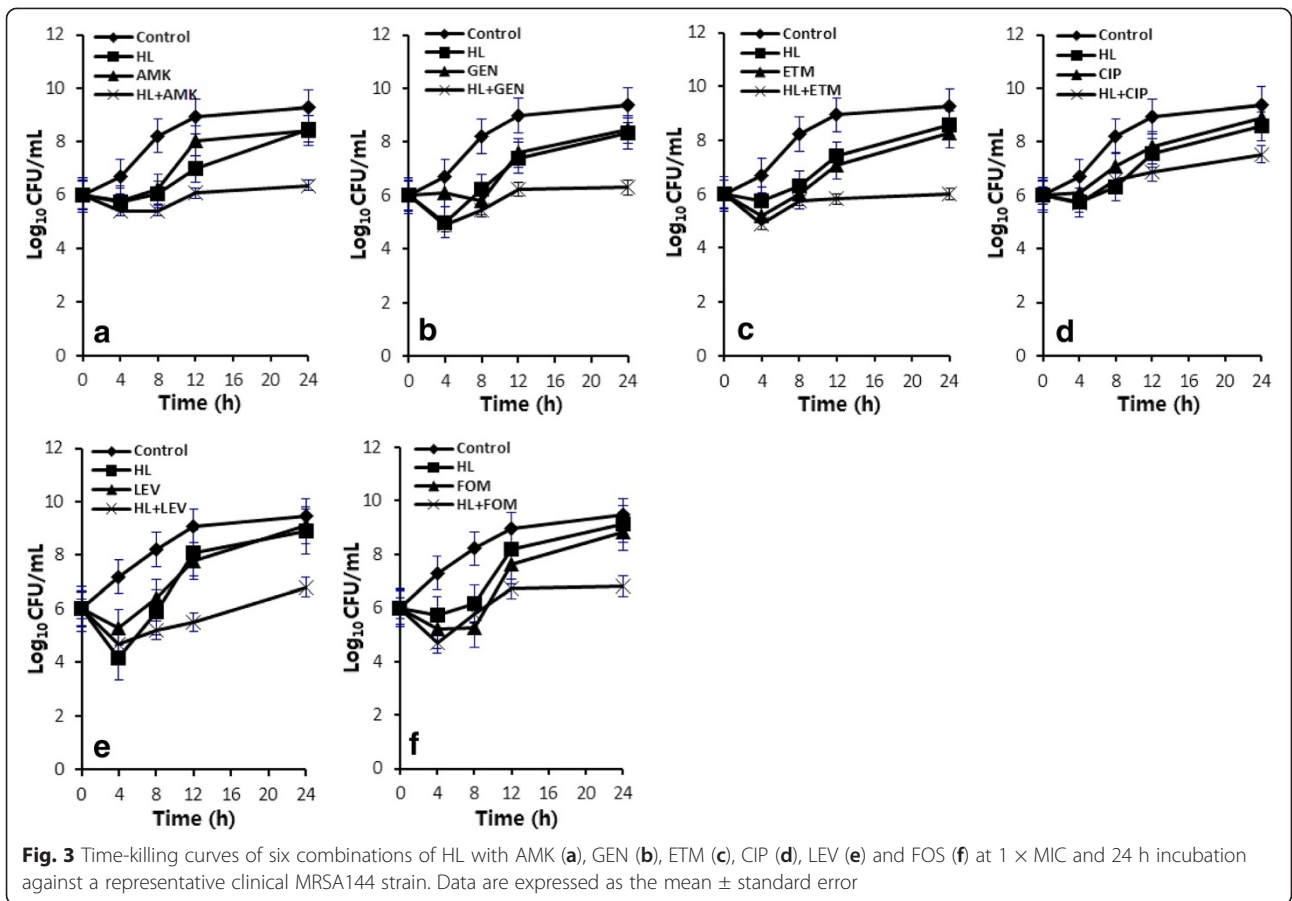 12
10
8
6
4
2
0
Log10CFU/mL
Control
HL
AMK
HL+AMK
a
0 4 8 12 16 20 24
Time (h)
12
10
8
6
4
2
0
Log10CFU/mL
Control
HL
GEN
HL+GEN
b
0 4 8 12 16 20 24
Time (h)
12
10
8
6
4
2
0
Log10CFU/mL
Control
HL
ETM
HL+ETM
c
0 4 8 12 16 20 24
Time (h)
12
10
8
6
4
2
0
Log10CFU/mL
Control
HL
CIP
HL+CIP
d
0 4 8 12 16 20 24
Time (h)
12
10
8
6
4
2
0
Log10CFU/mL
Control
HL
LEV
HL+LEV
e
0 4 8 12 16 20 24
Time (h)
12
10
8
6
4
2
0
Log10CFU/mL
Control
HL
FOM
HL+FOM
f
0 4 8 12 16 20 24
Time (h)
Fig. 3 Time-killing curves of six combinations of HL with AMK (a), GEN (b), ETM (c), CIP (d), LEV (e) and FOS (f) at 1 × MIC and 24 h incubation
against a representative clinical MRSA144 strain. Data are expressed as the mean ± standard error